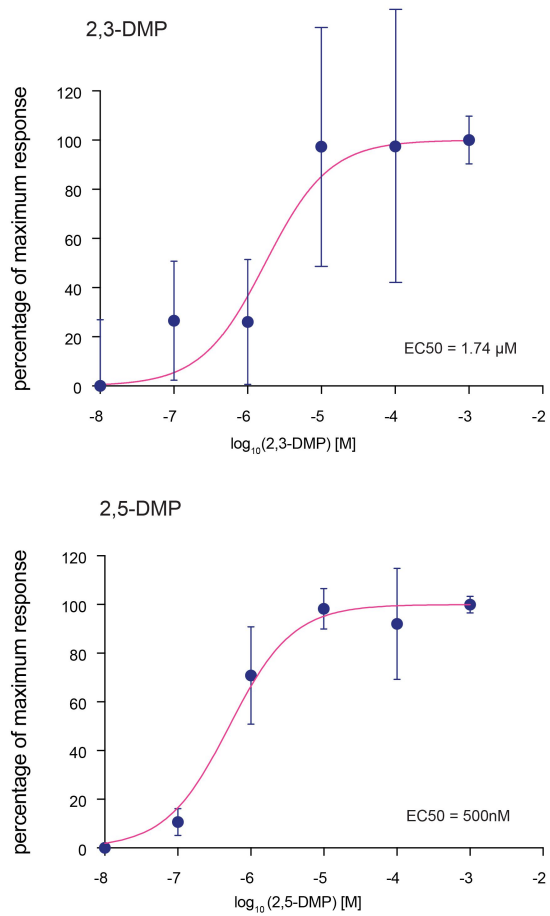 2,3-DMP
percentage of maximum response
120
100
80
60
40
20
0
EC50 = 1.74 µM
-8 -7 -6 -5 -4 -3 -2
log₁₀(2,3-DMP) [M]
2,5-DMP
percentage of maximum response
120
100
80
60
40
20
0
EC50 = 500nM
-8 -7 -6 -5 -4 -3 -2
log₁₀(2,5-DMP) [M]